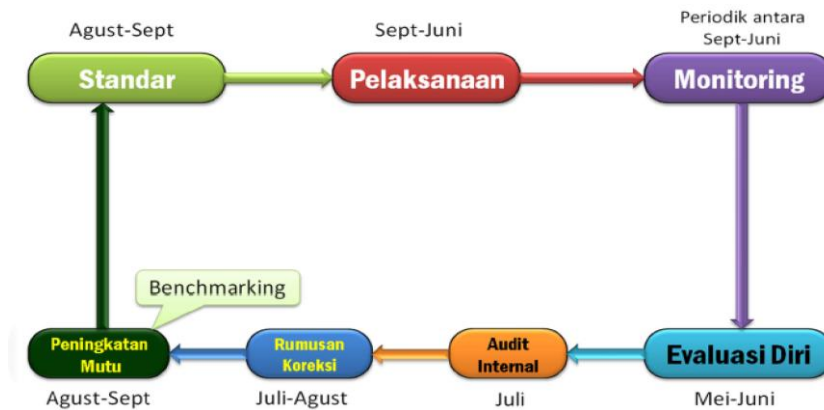 Agust-Sept
Sept-Juni
Periodik antara
Sept-Juni
Standar
Pelaksanaan
Monitoring
Benchmarking
Peningkatan
Mutu
Rumusan
Koreksi
Audit
Internal
Evaluasi Diri
Agust-Sept
Juli-Agust
Juli
Mei-Juni